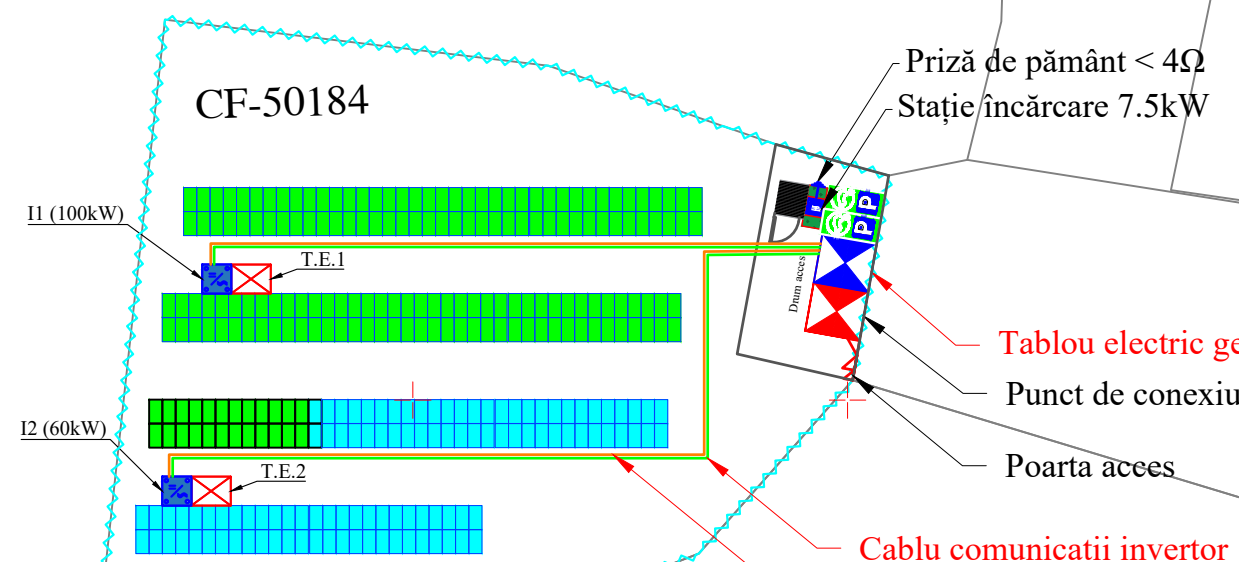 Priză de pământ < 4Ω
CF-50184
Stație încărcare 7.5kW
P
P
I1 (100kW)
T.E.1
Drum acces
Tablou electric ge
Punct de conexiu
I2 (60kW)
T.E.2
Poarta acces
Cablu comunicatii invertor